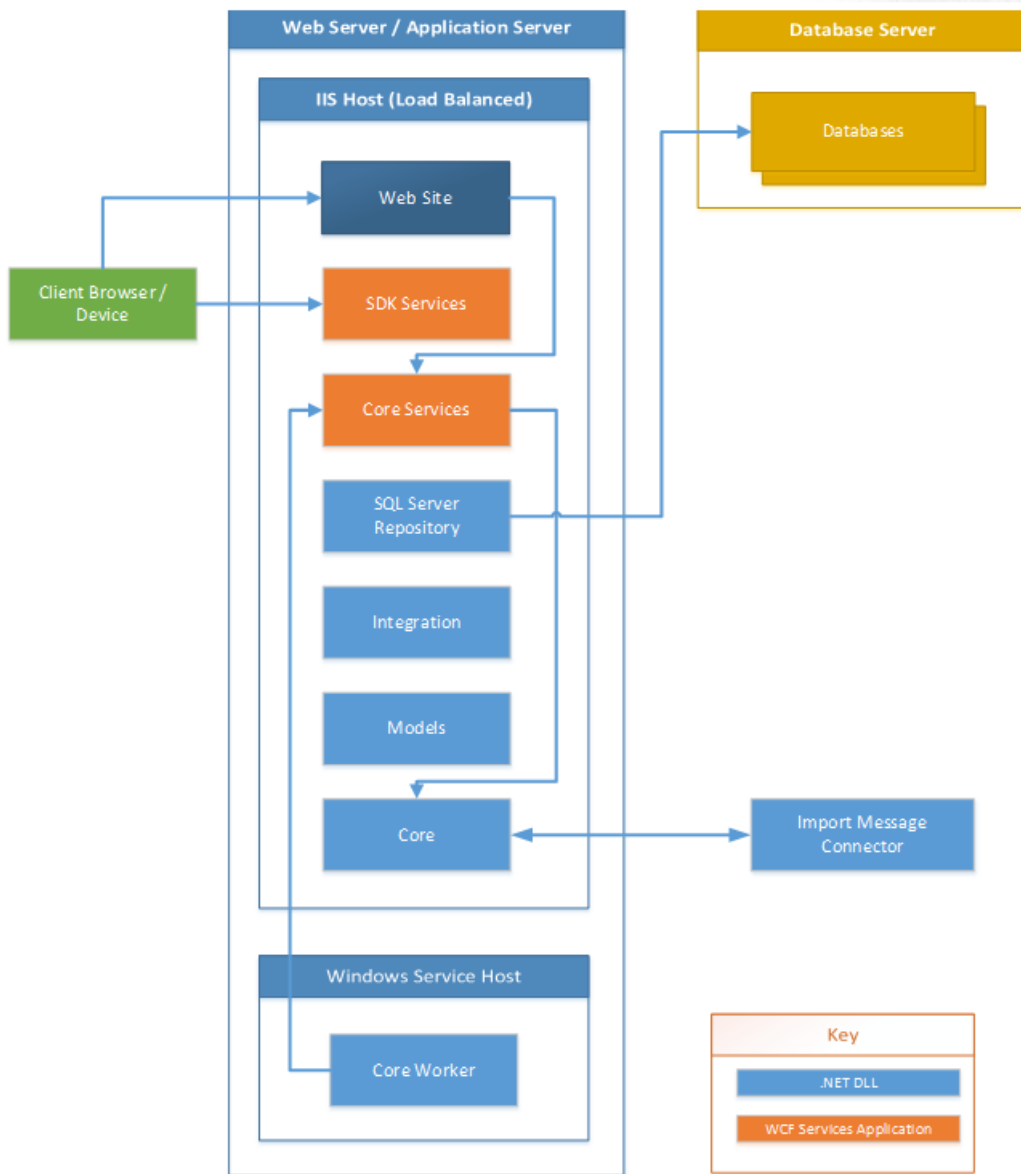 Web Server / Application Server
Database Server
IIS Host (Load Balanced)
Databases
Web Site
Client Browser /
Device
SDK Services
Core Services
SQL Server
Repository
Integration
Models
Core
Import Message
Connector
Windows Service Host
Core Worker
Key
.NET DLL
WCF Services Application